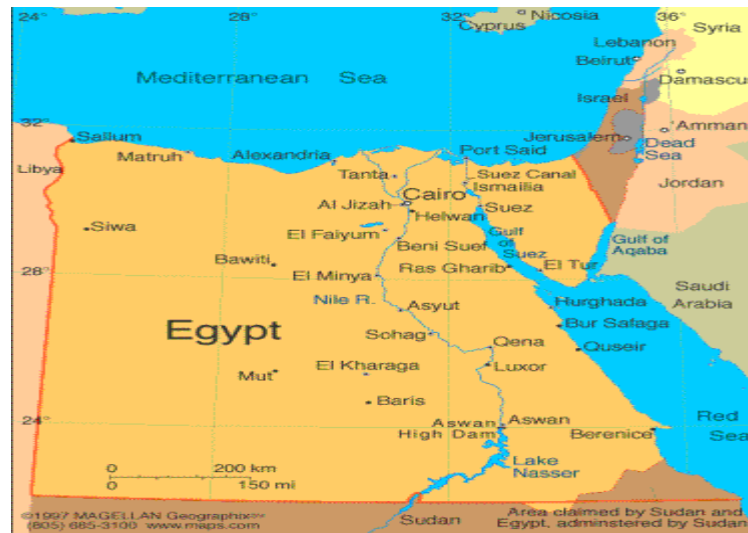 24°
28°
32°
36°
Nicosia
Cyprus
Syria
Lebanon
Beirut
Mediterranean Sea
Damascu
Israel
32°
Sallum
Amman
Jerusalem
Matruh
Alexandria
Port Said
Dead
Sea
Libya
Tanta
Suez Canal
Ismailia
Cairo
Jordan
Al Jizah
Helwan
Suez
Siwa
El Faiyum
Gulf
of
Suez
Beni Suef
Gulf of
Aqaba
Bawiti
Ras Gharib
El Tur
28°
El Minya
Saudi
Arabia
Nile R.
Asyut
Hurghada
Egypt
Bur Safaga
Sohag
Qena
Quseir
El Kharaga
Luxor
Mut
Baris
24°
Aswan
High Dam
Aswan
Berenice
Red
Sea
Lake
Nasser
0 200 km
0 150 mi
©1997 MAGELLAN Geographix℠
(805) 685-3100 www.maps.com
Sudan
Area claimed by Sudan and
Egypt, adminstered by Sudan